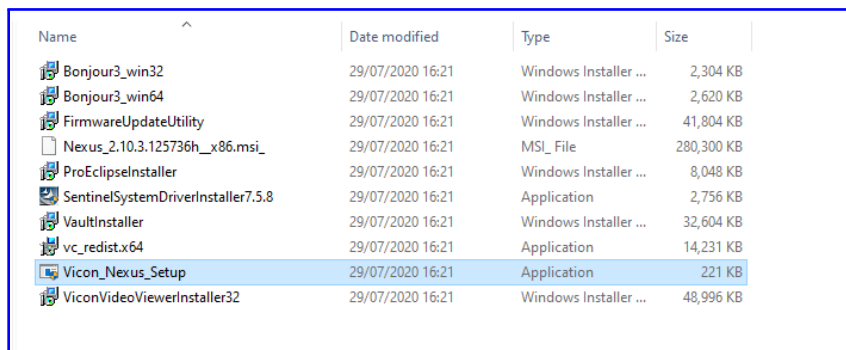 Name Date modified Type Size
Bonjour3_win32 29/07/2020 16:21 Windows Installer ... 2,304 KB
Bonjour3_win64 29/07/2020 16:21 Windows Installer ... 2,620 KB
FirmwareUpdateUtility 29/07/2020 16:21 Windows Installer ... 41,804 KB
Nexus_2.10.3.125736h__x86.msi_ 29/07/2020 16:21 MSI_ File 280,300 KB
ProEclipseInstaller 29/07/2020 16:21 Windows Installer ... 8,048 KB
SentinelSystemDriverInstaller7.5.8 29/07/2020 16:21 Application 2,756 KB
VaultInstaller 29/07/2020 16:21 Windows Installer ... 32,604 KB
vc_redist.x64 29/07/2020 16:21 Application 14,231 KB
Vicon_Nexus_Setup 29/07/2020 16:21 Application 221 KB
ViconVideoViewerInstaller32 29/07/2020 16:21 Windows Installer ... 48,996 KB